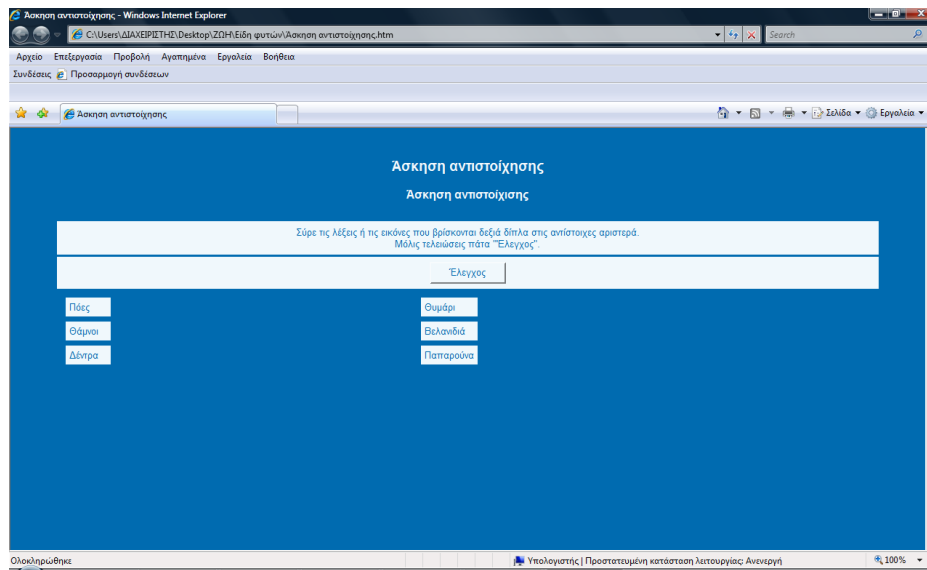 Άσκηση αντιστοίχησης - Windows Internet Explorer
C:\Users\ΔΙΑΧΕΙΡΙΣΤΗΣ\Desktop\ΖΩΗ\Είδη φυτών\Άσκηση αντιστοίχησης.htm
Search
Αρχείο Επεξεργασία Προβολή Αγαπημένα Εργαλεία Βοήθεια
Συνδέσεις Προσαρμογή συνδέσεων
Άσκηση αντιστοίχησης
Σελίδα Εργαλεία
Άσκηση αντιστοίχησης
Άσκηση αντιστοίχισης
Σύρε τις λέξεις ή τις εικόνες που βρίσκονται δεξιά δίπλα στις αντίστοιχες αριστερά.
Μόλις τελειώσεις πάτα "Έλεγχος".
Έλεγχος
Πόες Θυμάρι
Θάμνοι Βελανιδιά
Δέντρα Παπαρούνα
Ολοκληρώθηκε Υπολογιστής | Προστατευμένη κατάσταση λειτουργίας: Ανενεργή 100%